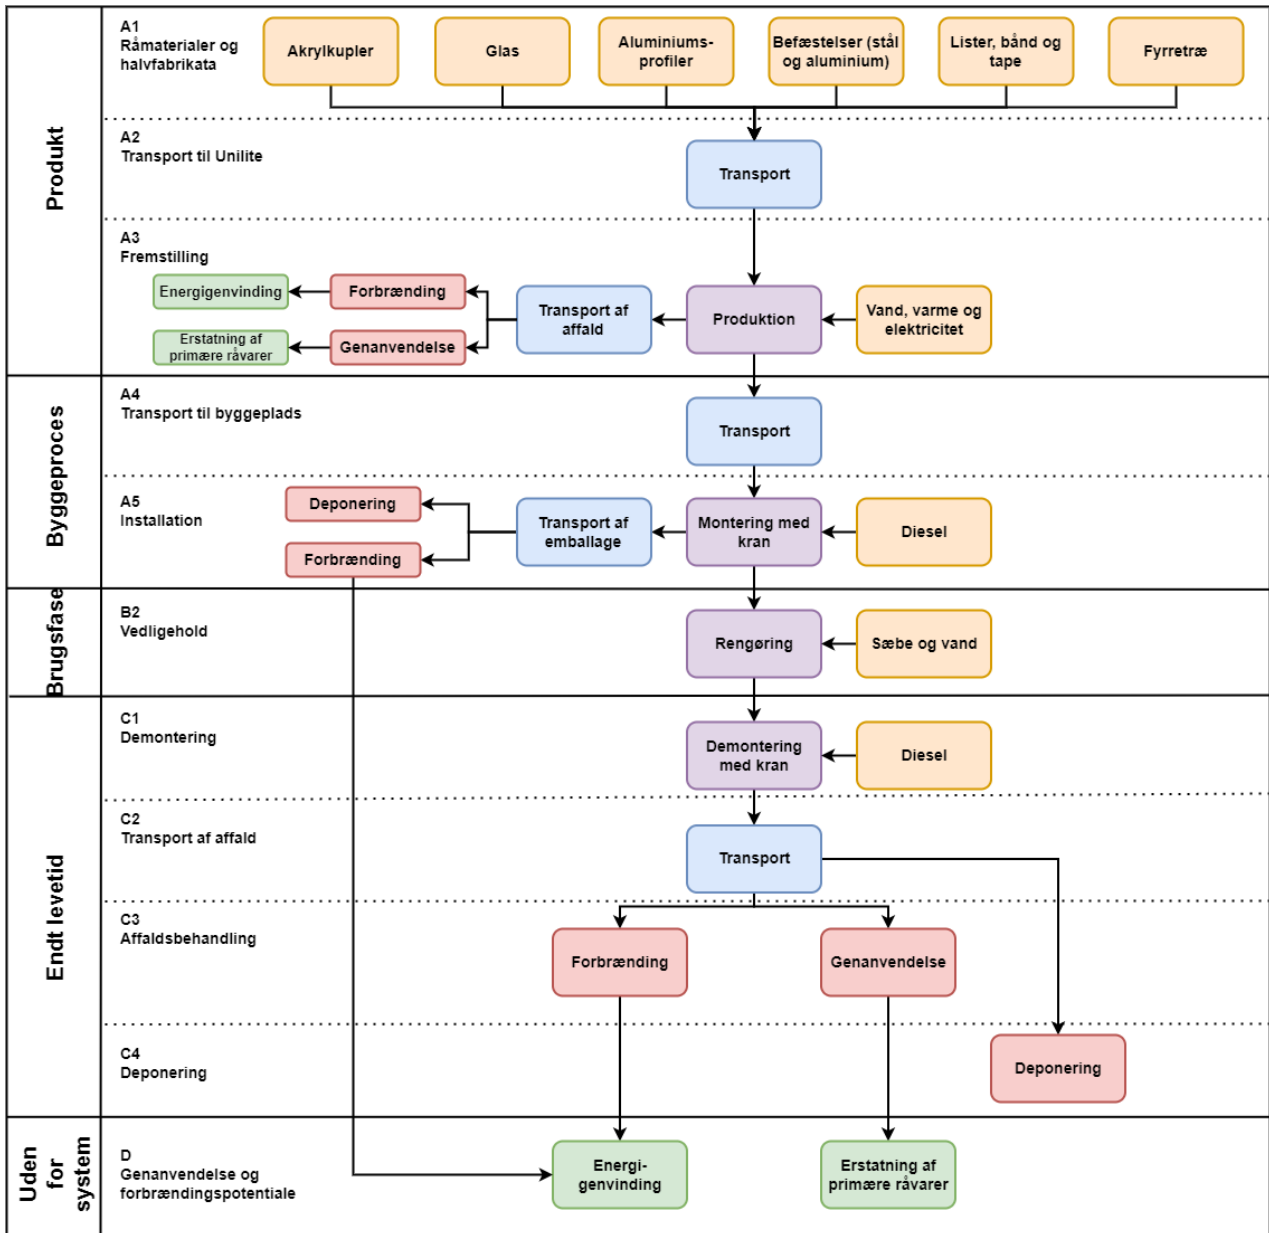 Produkt
A1
Råmaterialer og
halvfabrikata
Akrylkupler
Glas
Aluminiums-
profiler
Befæstelser (stål
og aluminium)
Lister, bånd og
tape
Fyrretræ
A2
Transport til Unilite
Transport
A3
Fremstilling
Energigenvinding
Forbrænding
Erstatning af
primære råvarer
Genanvendelse
Transport af
affald
Produktion
Vand, varme og
elektricitet
Byggeproces
A4
Transport til byggeplads
Transport
A5
Installation
Deponering
Forbrænding
Transport af
emballage
Montering med
kran
Diesel
Brugsfase
B2
Vedligehold
Rengøring
Sæbe og vand
Endt levetid
C1
Demontering
Demontering
med kran
Diesel
C2
Transport af affald
Transport
C3
Affaldsbehandling
Forbrænding
Genanvendelse
C4
Deponering
Deponering
Uden
for
system
D
Genanvendelse og
forbrændingspotentiale
Energi-
genvinding
Erstatning af
primære råvarer